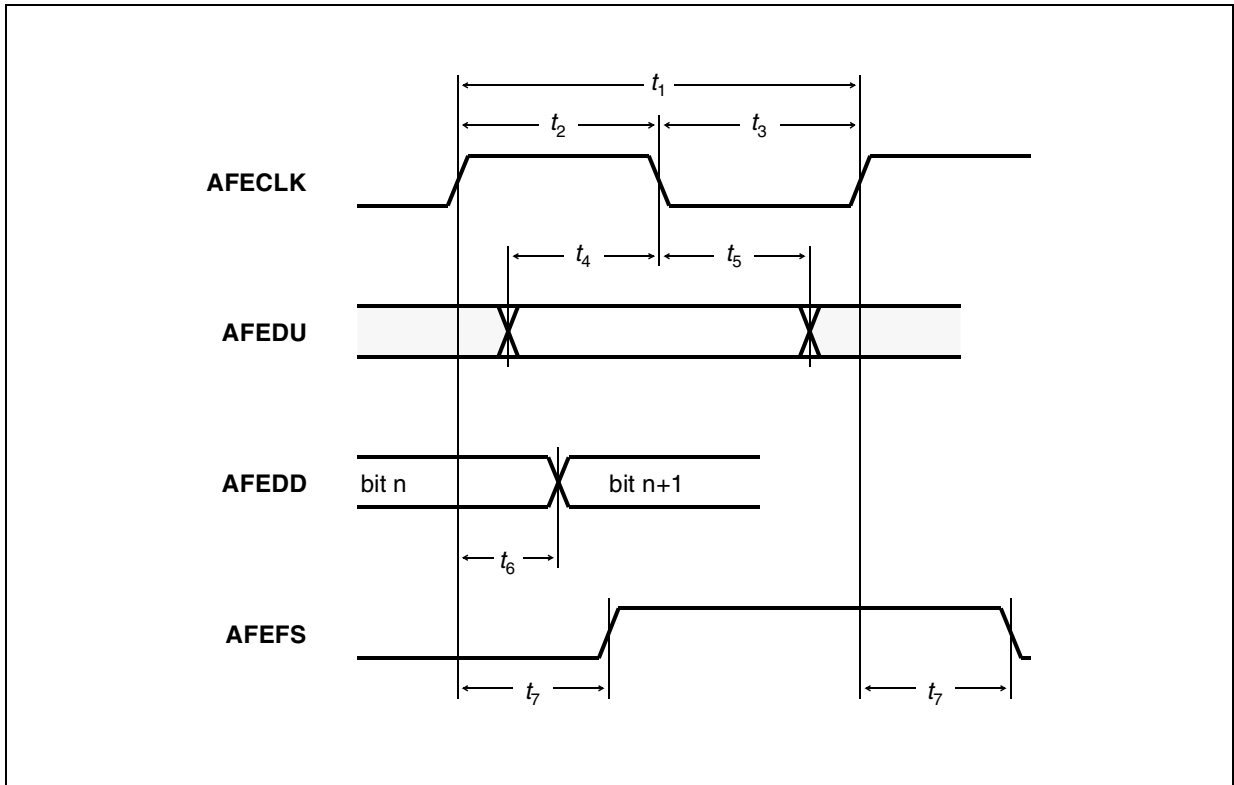 t₁
t₂ t₃
AFECLK
t₄ t₅
AFEDU
AFEDD bit n bit n+1
t₆
AFEFS
t₇ t₇